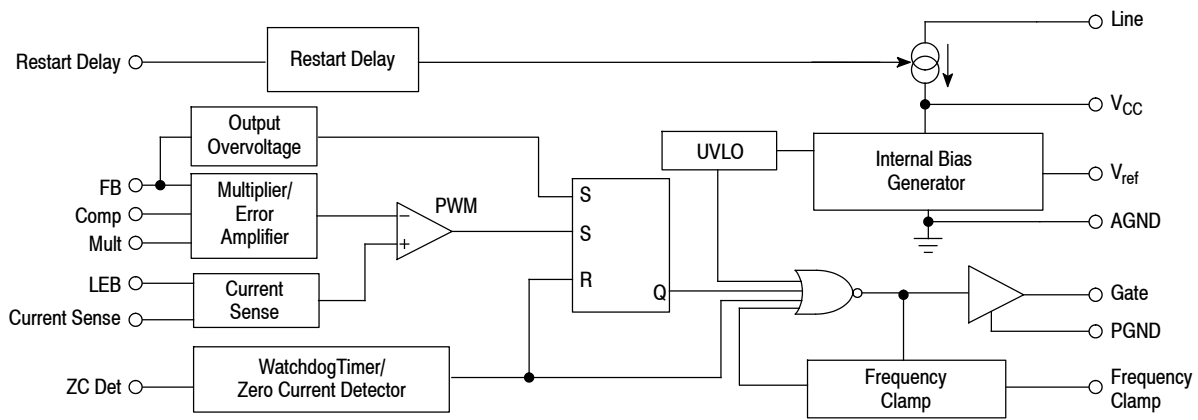 Line
Restart Delay
Restart Delay
VCC
Output
Overvoltage
UVLO
Internal Bias
Generator
Vref
FB
Multiplier/
Error
Amplifier
PWM
S
Comp
−
AGND
Mult
+
S
LEB
Current
Sense
R
Q
Gate
Current Sense
PGND
ZC Det
WatchdogTimer/
Zero Current Detector
Frequency
Clamp
Frequency
Clamp